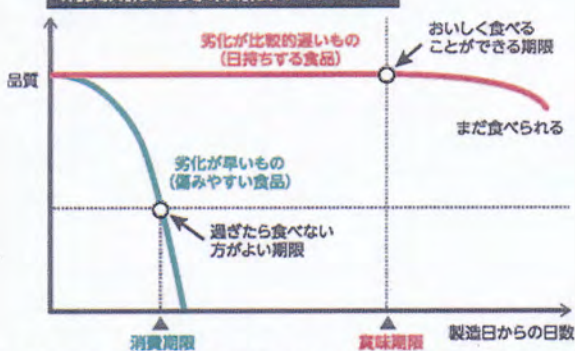 劣化が比較的遅いもの
(日持ちする食品)
おいしく食べる
ことができる期限
品質
まだ食べられる
劣化が早いもの
(傷みやすい食品)
過ぎたら食べない
方がよい期限
消費期限
賞味期限
製造日からの日数